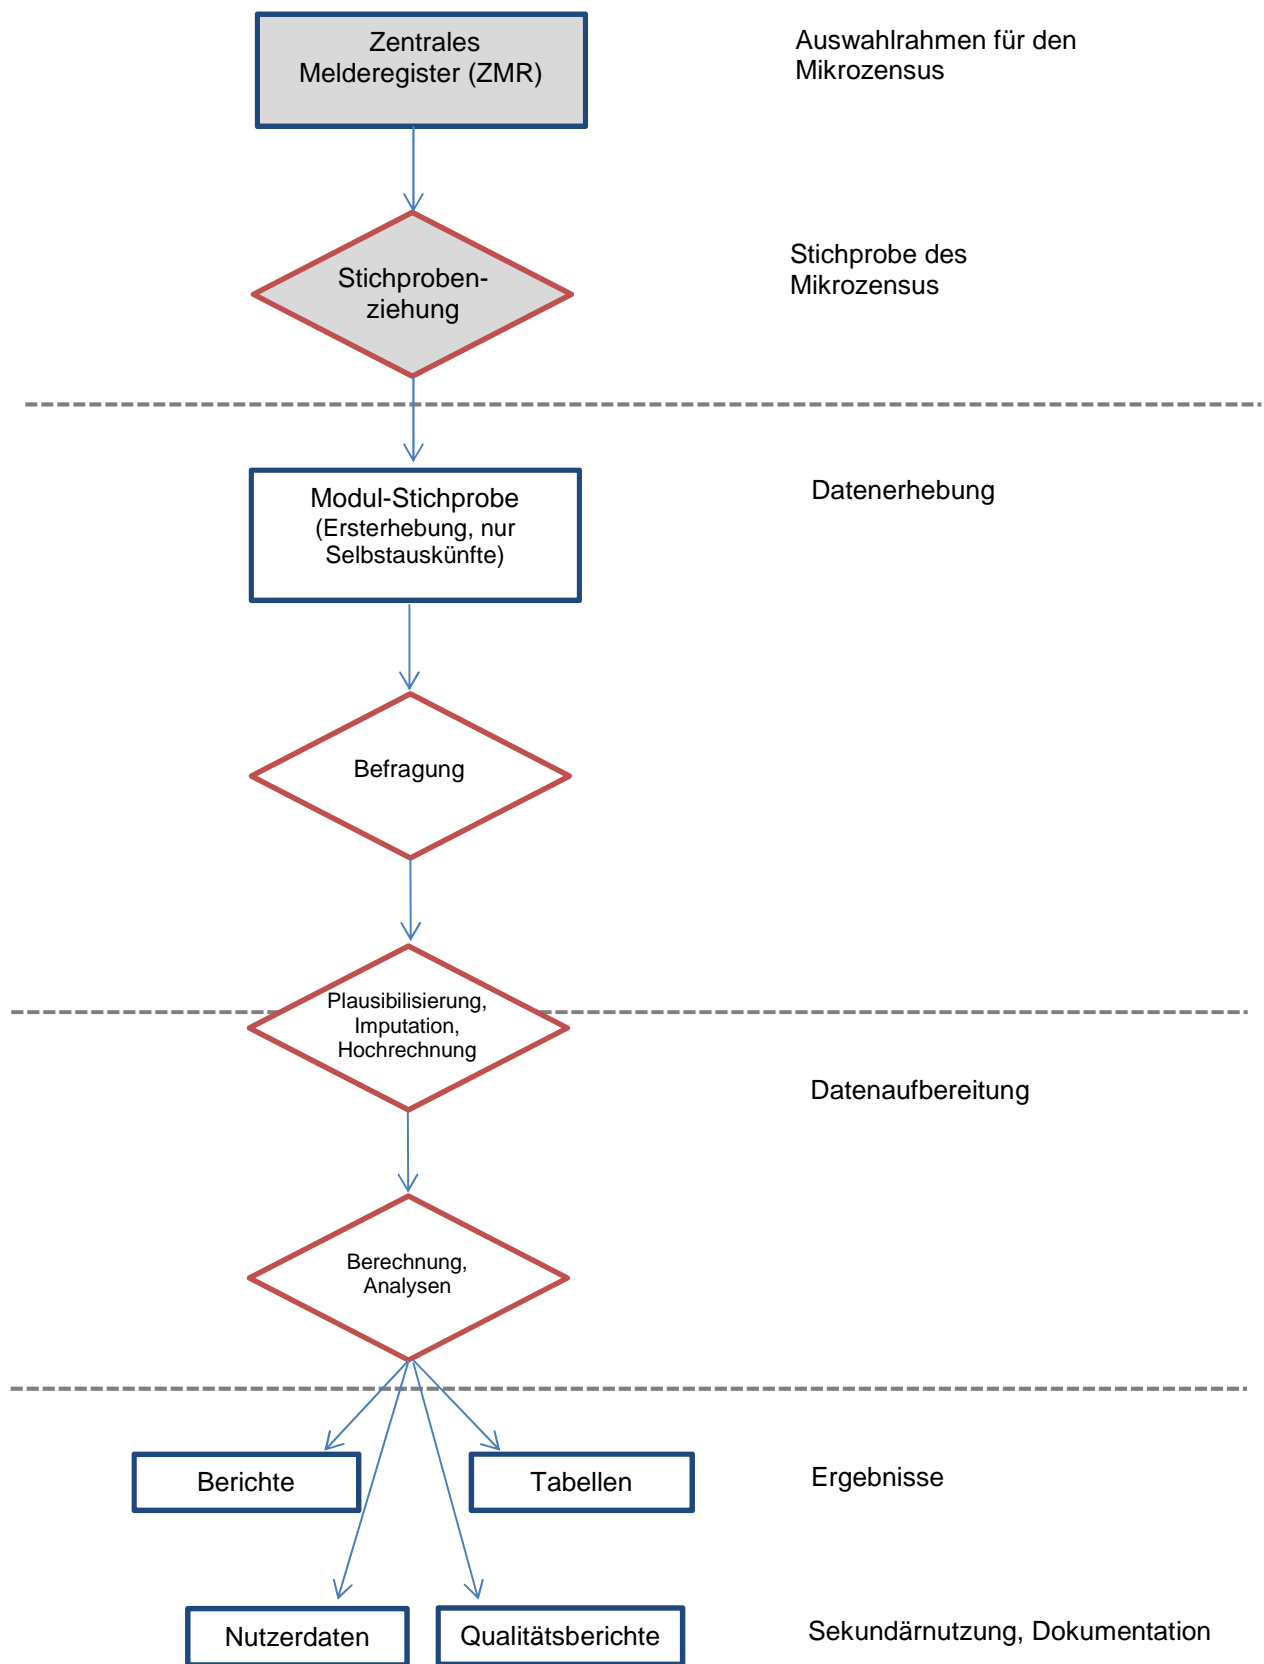 Zentrales
Melderegister (ZMR)
Auswahlrahmen für den
Mikrozensus
Stichproben-
ziehung
Stichprobe des
Mikrozensus
Modul-Stichprobe
(Ersterhebung, nur
Selbstauskünfte)
Datenerhebung
Befragung
Plausibilisierung,
Imputation,
Hochrechnung
Datenaufbereitung
Berechnung,
Analysen
Berichte
Tabellen
Ergebnisse
Nutzerdaten
Qualitätsberichte
Sekundärnutzung, Dokumentation